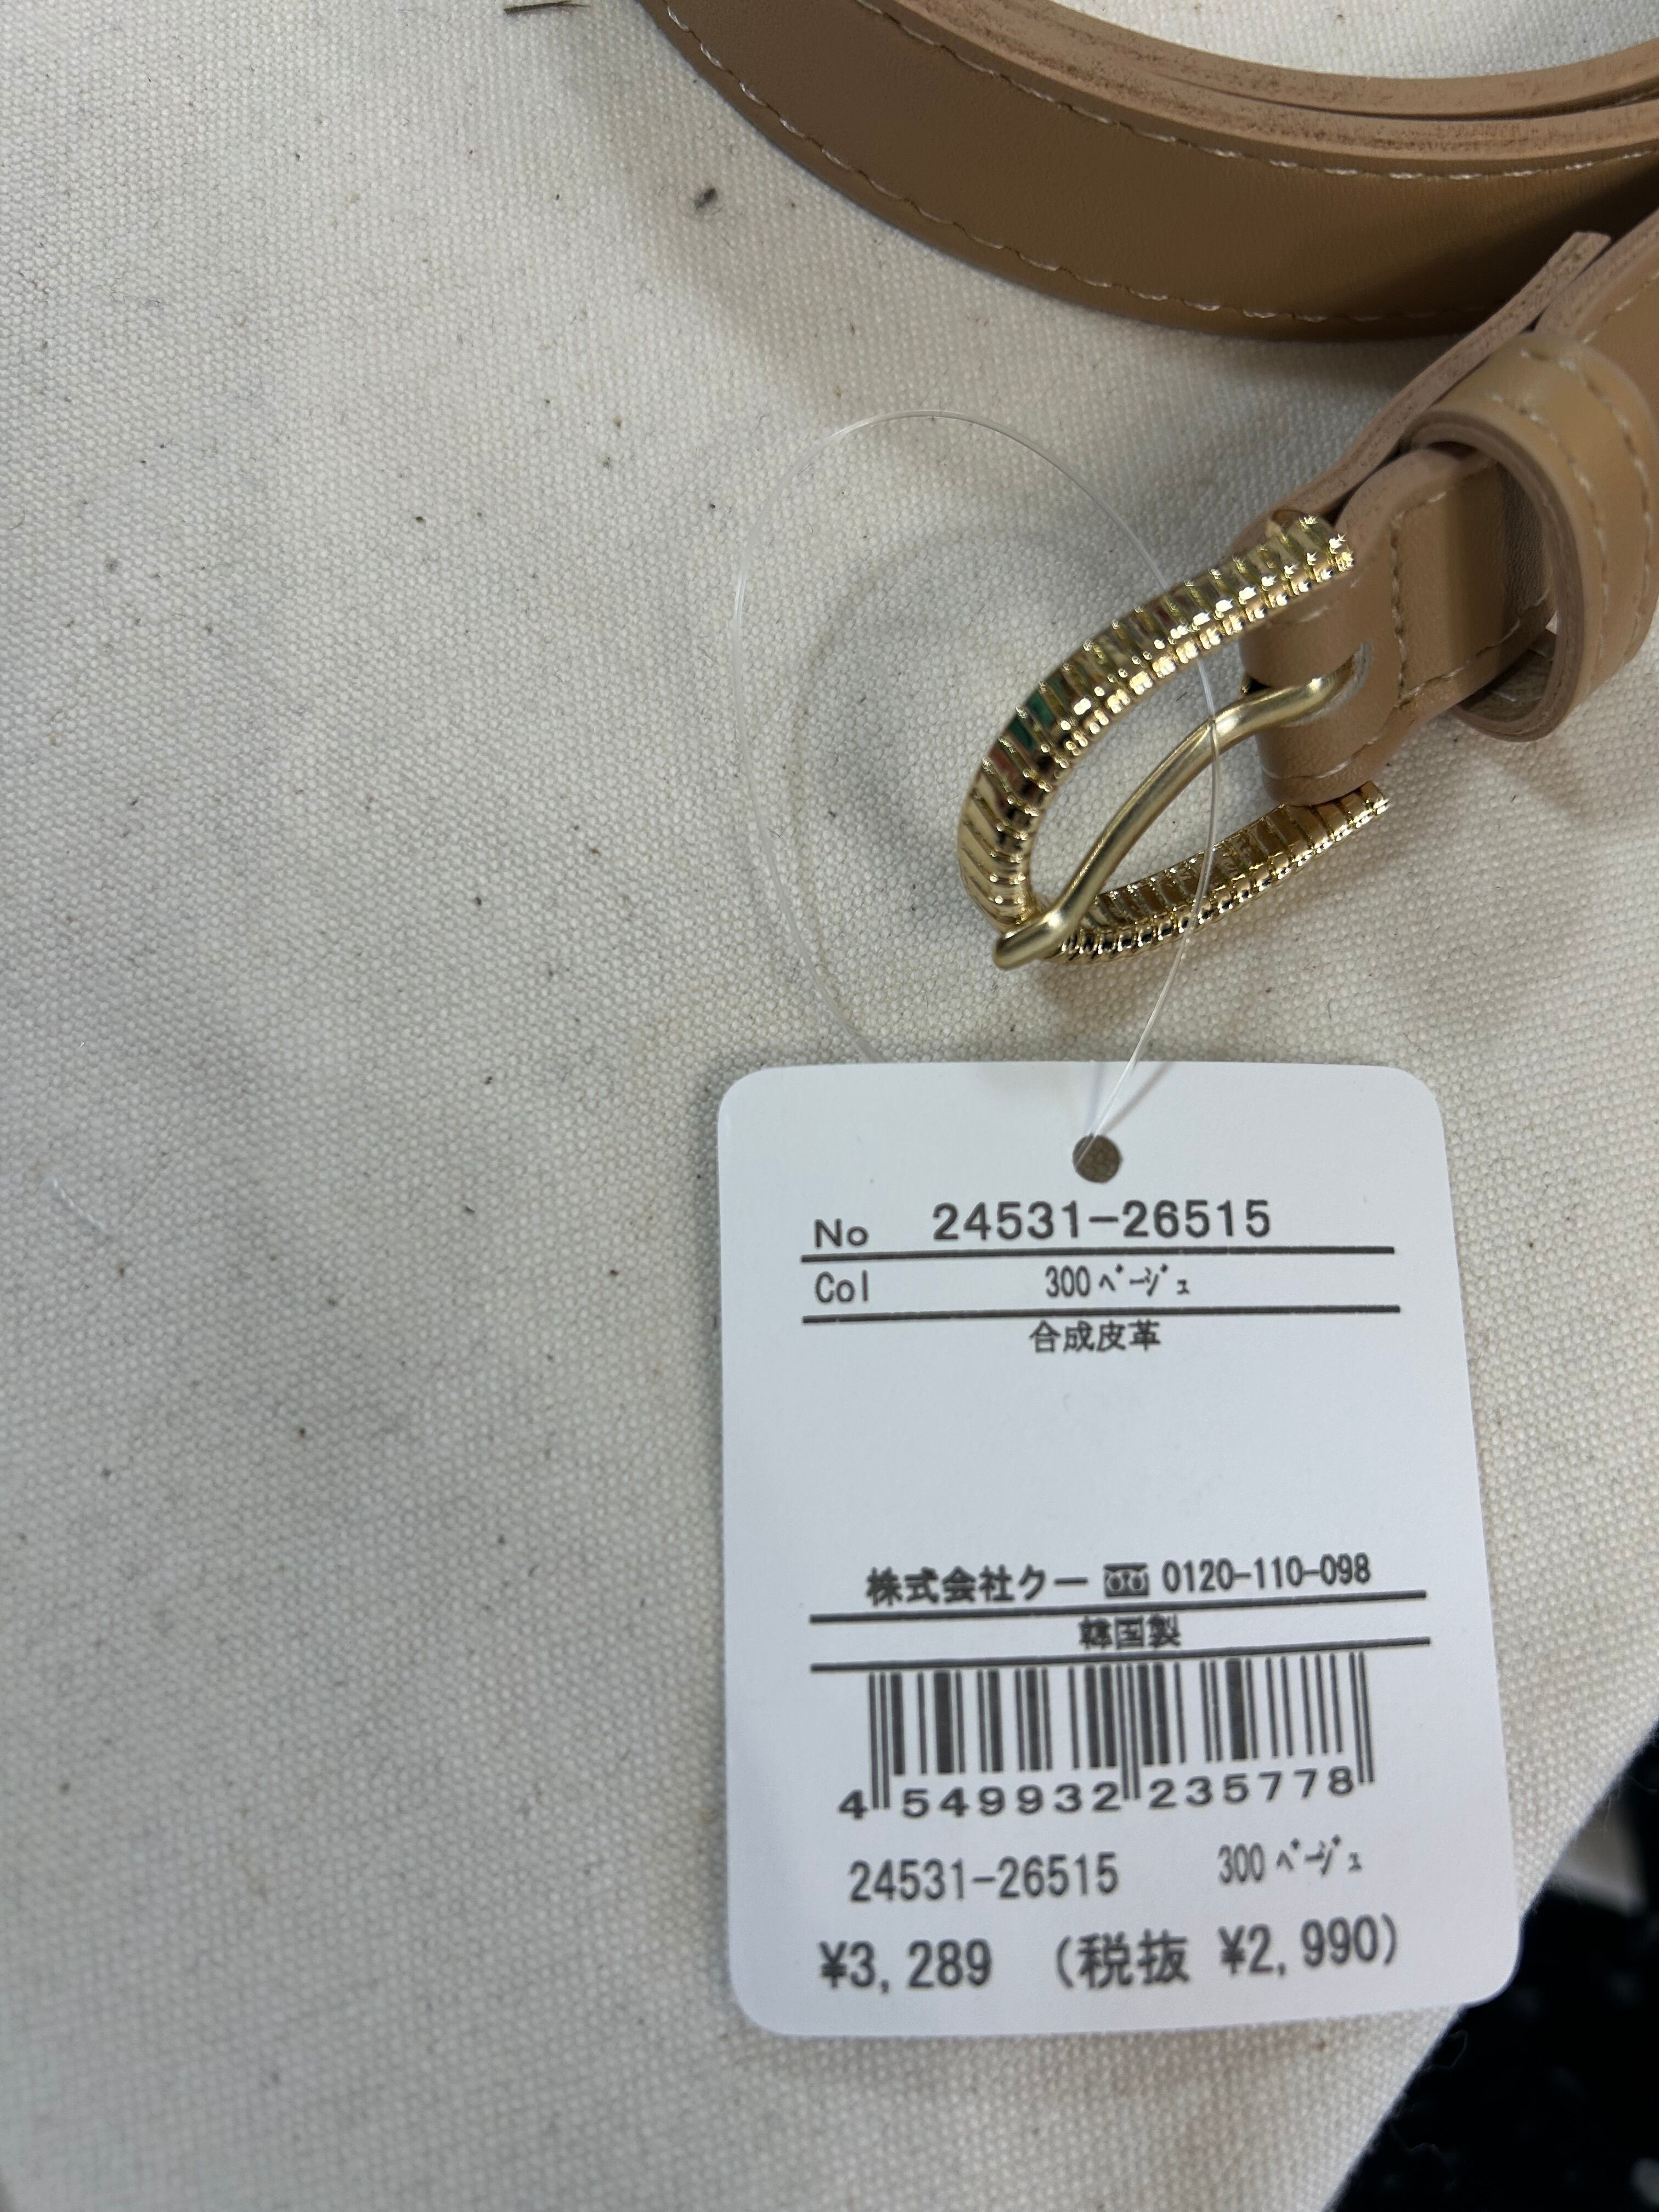 No 24531-26515
Col 300 ﾍﾞｰｼﾞｭ
合成皮革
株式会社クー 0120-110-098
韓国製
4 549932 235778
24531-26515 300 ﾍﾞｰｼﾞｭ
¥3,289 (税抜 ¥2,990)